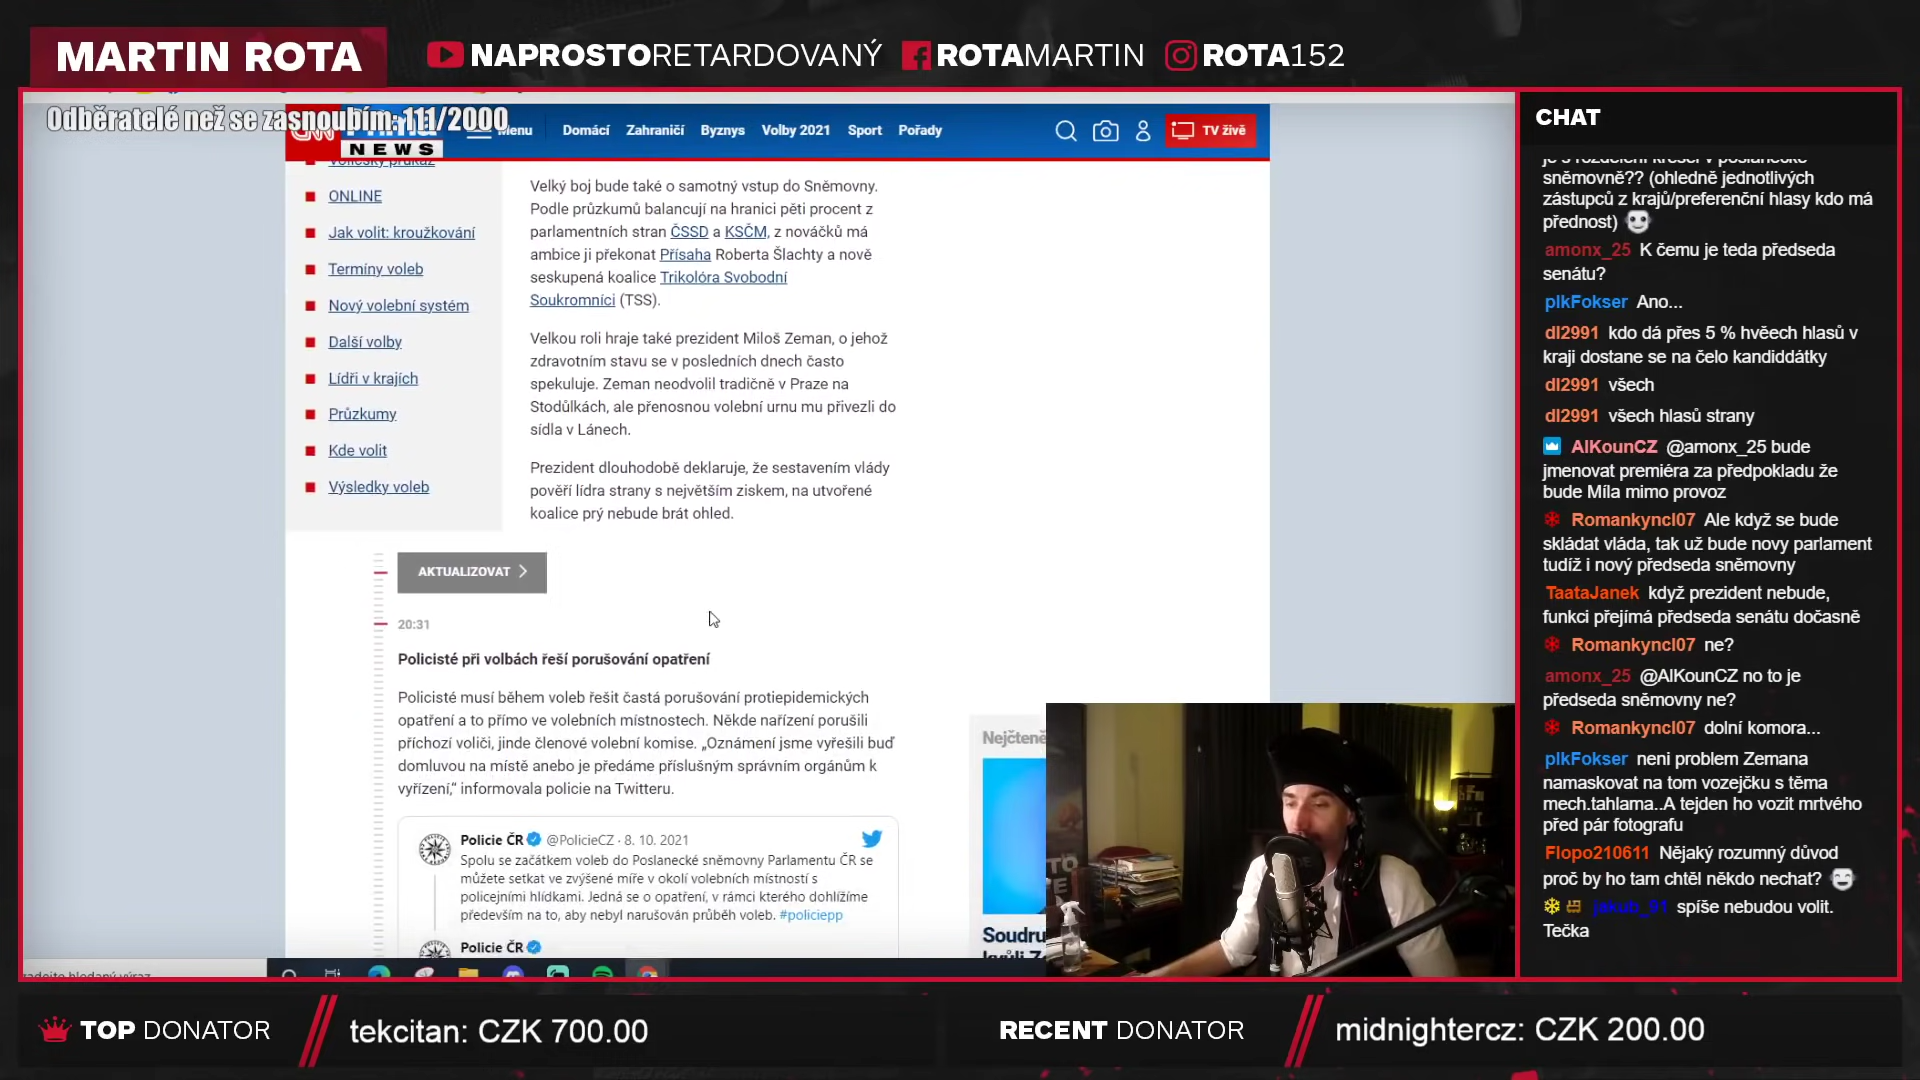 MARTIN ROTA
NAPROSTORETARDOVANÝ
ROTAMARTIN
ROTA152
Odběratelé než se zasnoubím: 111/2000
NEWS
Menu
Domácí
Zahraničí
Byznys
Volby 2021
Sport
Pořady
TV živě
Voličský průkaz
ONLINE
Jak volit: kroužkování
Termíny voleb
Nový volební systém
Další volby
Lídři v krajích
Průzkumy
Kde volit
Výsledky voleb
Velký boj bude také o samotný vstup do Sněmovny.
Podle průzkumů balancují na hranici pěti procent z
parlamentních stran ČSSD a KSČM, z nováčků má
ambice ji překonat Přísaha Roberta Šlachty a nově
seskupená koalice Trikolóra Svobodní
Soukromníci (TSS).
Velkou roli hraje také prezident Miloš Zeman, o jehož
zdravotním stavu se v posledních dnech často
spekuluje. Zeman neodvolil tradičně v Praze na
Stodůlkách, ale přenosnou volební urnu mu přivezli do
sídla v Lánech.
Prezident dlouhodobě deklaruje, že sestavením vlády
pověří lídra strany s největším ziskem, na utvořené
koalice prý nebude brát ohled.
AKTUALIZOVAT
20:31
Policisté při volbách řeší porušování opatření
Policisté musí během voleb řešit častá porušování protiepidemických
opatření a to přímo ve volebních místnostech. Někde nařízení porušili
příchozí voliči, jinde členové volební komise. „Oznámení jsme vyřešili buď
domluvou na místě anebo je předáme příslušným správním orgánům k
vyřízení,“ informovala policie na Twitteru.
Policie ČR @PolicieCZ · 8. 10. 2021
Spolu se začátkem voleb do Poslanecké sněmovny Parlamentu ČR se
můžete setkat ve zvýšené míře v okolí volebních místností s
policejními hlídkami. Jedná se o opatření, v rámci kterého dohlížíme
především na to, aby nebyl narušován průběh voleb. #policiepp
Policie ČR
Nejčteně
Soudru
CHAT
je s rozdělení křesel v poslanecké
sněmovně?? (ohledně jednotlivých
zástupců z krajů/preferenční hlasy kdo má
přednost)
amonx_25 K čemu je teda předseda
senátu?
plkFokser Ano...
dl2991 kdo dá přes 5 % hvěech hlasů v
kraji dostane se na čelo kandiddátky
dl2991 všech
dl2991 všech hlasů strany
AlKounCZ @amonx_25 bude
jmenovat premiéra za předpokladu že
bude Míla mimo provoz
Romankyncl07 Ale když se bude
skládat vláda, tak už bude novy parlament
tudíž i nový předseda sněmovny
TaataJanek když prezident nebude,
funkci přejímá předseda senátu dočasně
Romankyncl07 ne?
amonx_25 @AlKounCZ no to je
předseda sněmovny ne?
Romankyncl07 dolní komora...
plkFokser neni problem Zemana
namaskovat na tom vozejčku s těma
mech.tahlama..A tejden ho vozit mrtvého
před pár fotografu
Flopo210611 Nějaký rozumný důvod
proč by ho tam chtěl někdo nechat?
jakub_91 spíše nebudou volit.
Tečka
TOP DONATOR
tekcitan: CZK 700.00
RECENT DONATOR
midnightercz: CZK 200.00